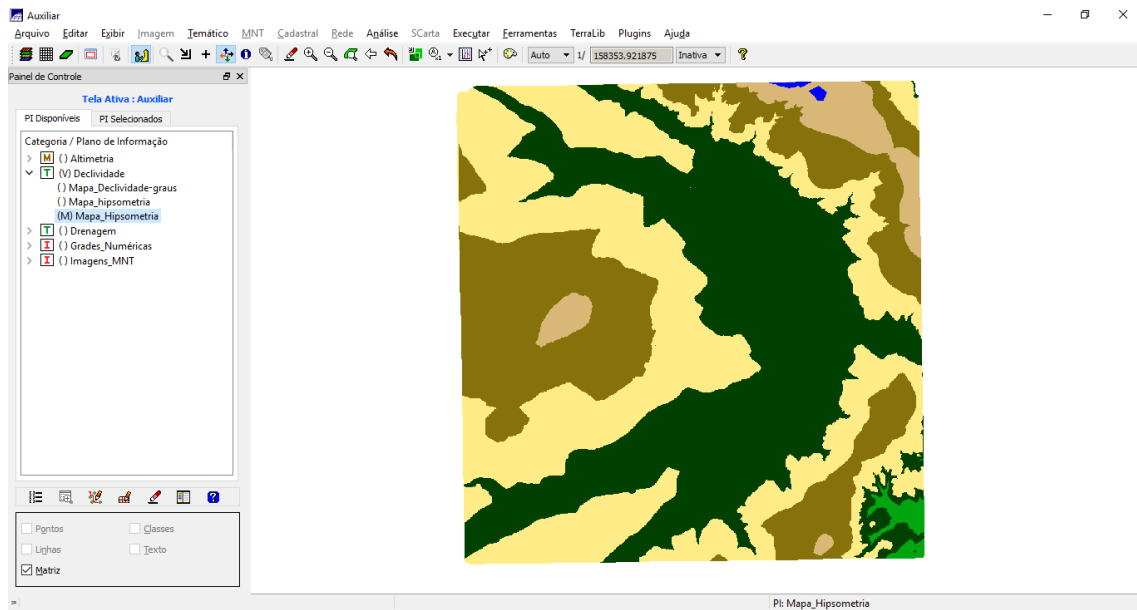 Auxiliar
Arquivo Editar Exibir Imagem Temático MNT Cadastral Rede Análise SCarta Executar Ferramentas TerraLib Plugins Ajuda
Auto 1/ 158353.921875 Inativa
Painel de Controle
Tela Ativa : Auxiliar
PI Disponíveis PI Selecionados
Categoria / Plano de Informação
M () Altimetria
T (V) Declividade
() Mapa_Declividade-graus
() Mapa_hipsometria
(M) Mapa_Hipsometria
T () Drenagem
I () Grades_Numéricas
I () Imagens_MNT
Pontos Classes
Linhas Texto
Matriz
PI: Mapa_Hipsometria